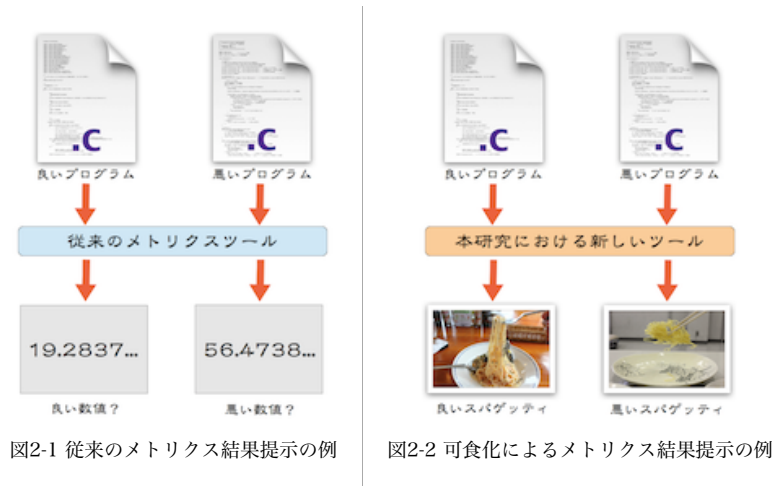 .C
.C
良いプログラム
悪いプログラム
従来のメトリクスツール
19.2837...
56.4738...
良い数値?
悪い数値?
図2-1 従来のメトリクス結果提示の例
.C
.C
良いプログラム
悪いプログラム
本研究における新しいツール
良いスパゲッティ
悪いスパゲッティ
図2-2 可食化によるメトリクス結果提示の例